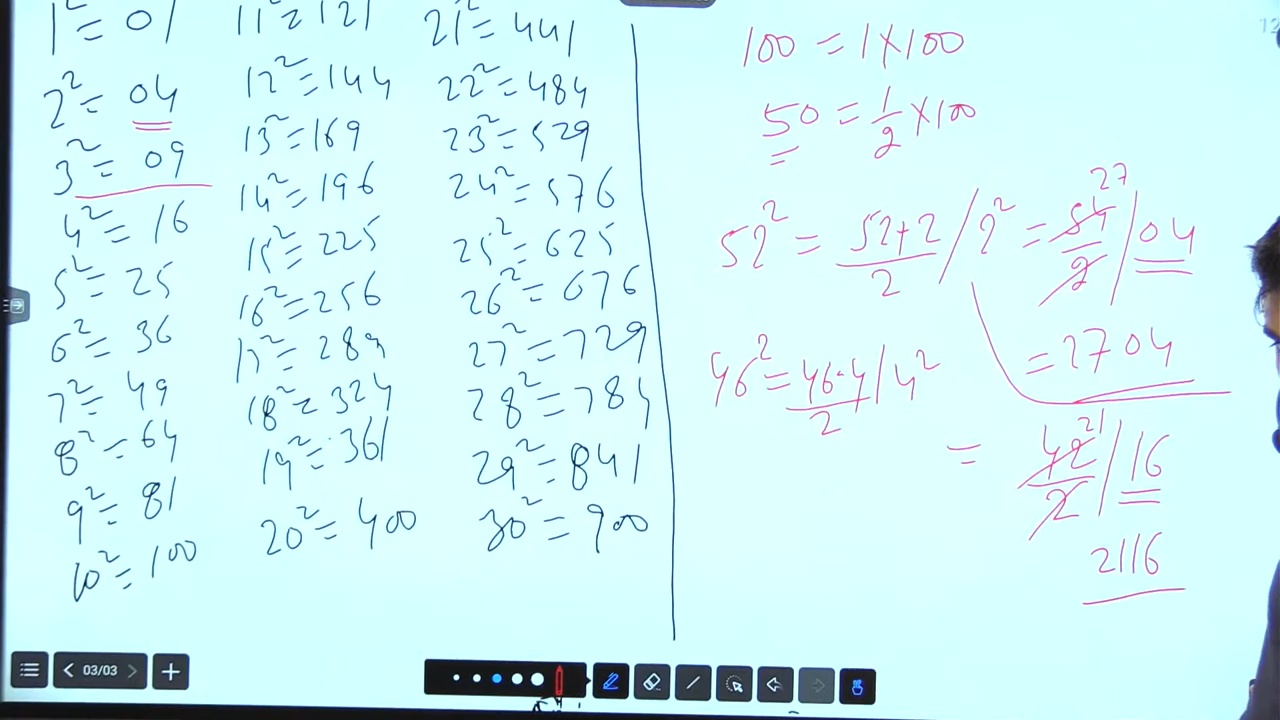 1² = 01
2² = 04
3² = 09
4² = 16
5² = 25
6² = 36
7² = 49
8² = 64
9² = 81
10² = 100
11² = 121
12² = 144
13² = 169
14² = 196
15² = 225
16² = 256
17² = 289
18² = 324
19² = 361
20² = 400
21² = 441
22² = 484
23² = 529
24² = 576
25² = 625
26² = 676
27² = 729
28² = 784
29² = 841
30² = 900
100 = 1 × 100
50 = 1/2 × 100
27
52² = 52+2/2 / 2² = 54/2 / 04
= 2704
46² = 46-4/2 / 4²
21
= 42/2 / 16
2116
03/03